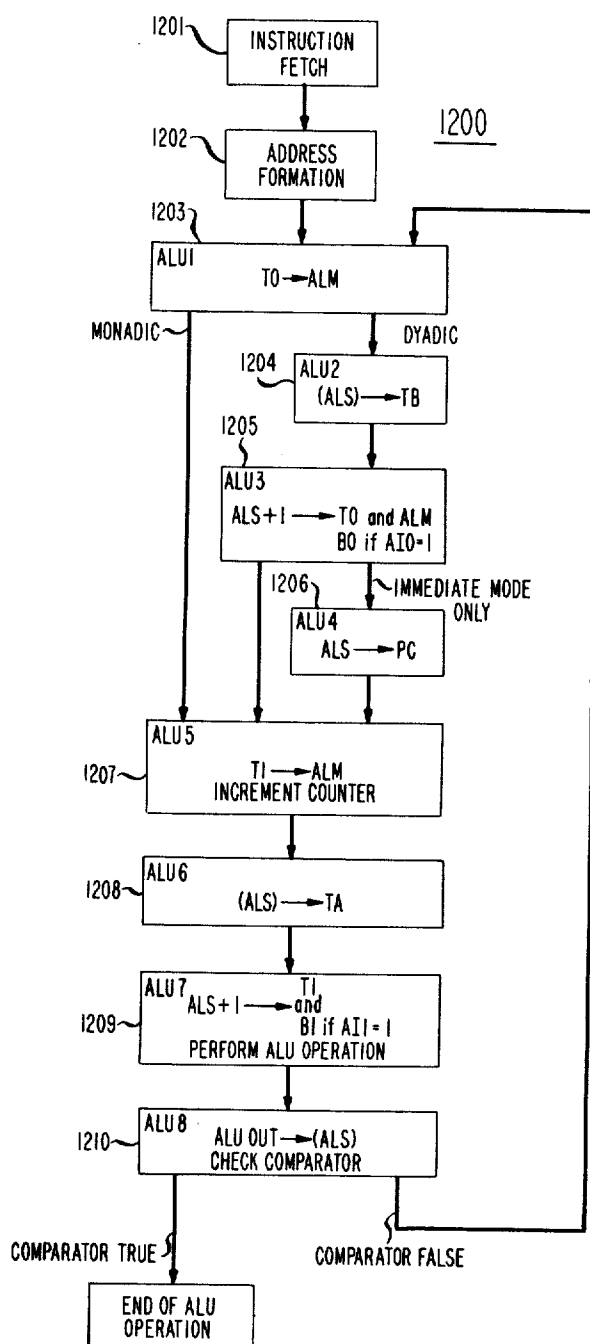 1201
INSTRUCTION
FETCH
1200
1202
ADDRESS
FORMATION
1203
ALU1
T0→ALM
MONADIC
DYADIC
1204
ALU2
(ALS)→TB
1205
ALU3
ALS+1→T0 and ALM
B0 if AI0=1
1206
IMMEDIATE MODE
ONLY
ALU4
ALS→PC
ALU5
1207
T1→ALM
INCREMENT COUNTER
ALU6
1208
(ALS)→TA
ALU7
T1
ALS+1→and
B1 if AI1=1
1209
PERFORM ALU OPERATION
ALU8
1210
ALU OUT→(ALS)
CHECK COMPARATOR
COMPARATOR TRUE
COMPARATOR FALSE
END OF ALU
OPERATION